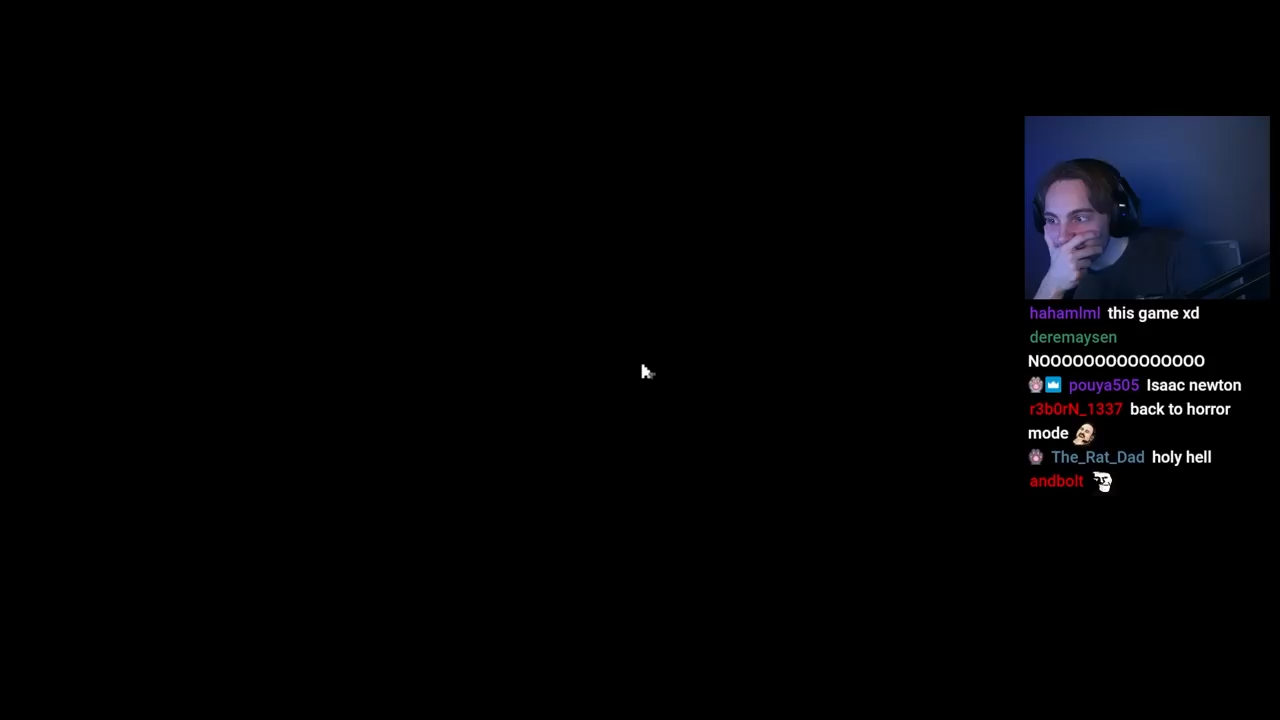 hahamlml this game xd
deremaysen
NOOOOOOOOOOOOOOO
pouya505 Isaac newton
r3b0rN_1337 back to horror
mode
The_Rat_Dad holy hell
andbolt